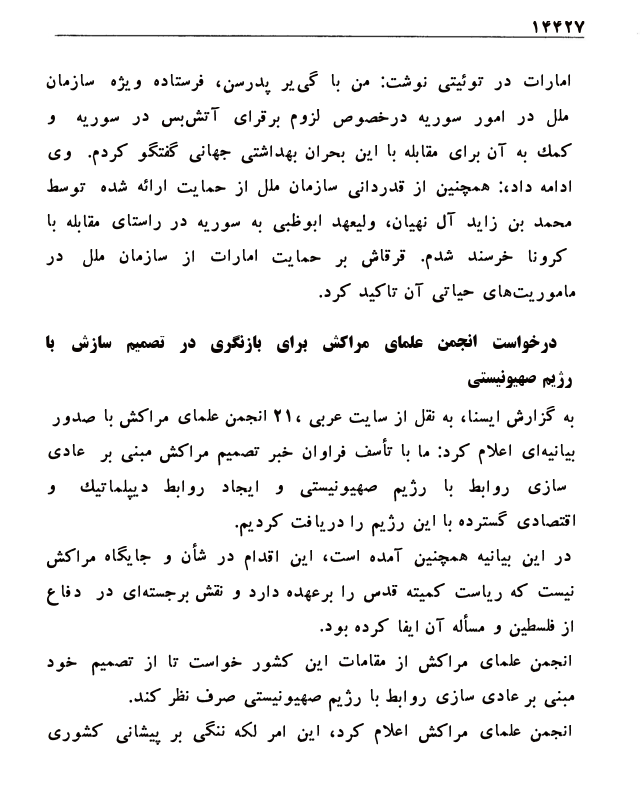 ۱۴۴۲۷
امارات در توئیتی نوشت: من با گی‌یر پدرسن، فرستاده ویژه سازمان
ملل در امور سوریه درخصوص لزوم برقرای آتش‌بس در سوریه و
کمك به آن برای مقابله با این بحران بهداشتی جهانی گفتگو کردم. وی
ادامه داد،: همچنین از قدردانی سازمان ملل از حمایت ارائه شده توسط
محمد بن زاید آل نهیان، ولیعهد ابوظبی به سوریه در راستای مقابله با
کرونا خرسند شدم. قرقاش بر حمایت امارات از سازمان ملل در
ماموریت‌های حیاتی آن تاکید کرد.
درخواست انجمن علمای مراکش برای بازنگری در تصمیم سازش با
رژیم صهیونیستی
به گزارش ایسنا، به نقل از سایت عربی ،۲۱ انجمن علمای مراکش با صدور
بیانیه‌ای اعلام کرد: ما با تأسف فراوان خبر تصمیم مراکش مبنی بر عادی
سازی روابط با رژیم صهیونیستی و ایجاد روابط دیپلماتیك و
اقتصادی گسترده با این رژیم را دریافت کردیم.
در این بیانیه همچنین آمده است، این اقدام در شأن و جایگاه مراکش
نیست که ریاست کمیته قدس را برعهده دارد و نقش برجسته‌ای در دفاع
از فلسطین و مسأله آن ایفا کرده بود.
انجمن علمای مراکش از مقامات این کشور خواست تا از تصمیم خود
مبنی بر عادی سازی روابط با رژیم صهیونیستی صرف نظر کند.
انجمن علمای مراکش اعلام کرد، این امر لکه ننگی بر پیشانی کشوری